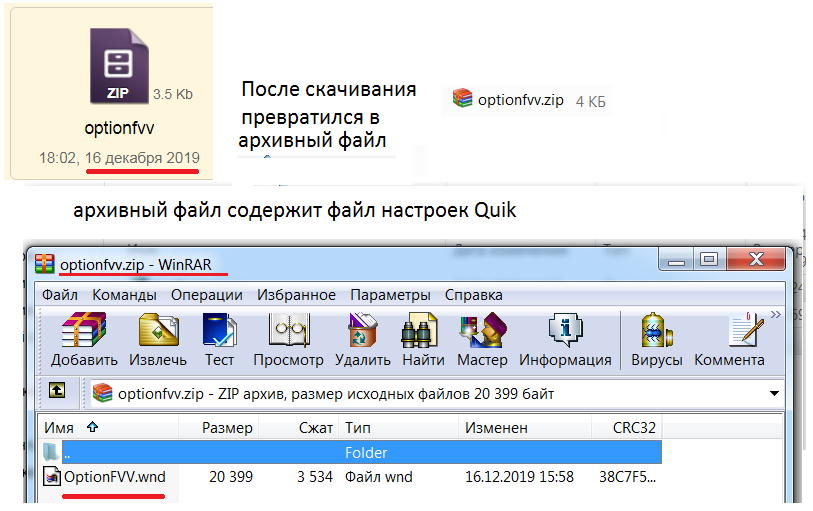 ZIP
3.5 Kb
optionfvv
18:02, 16 декабря 2019
После скачивания
превратился в
архивный файл
optionfvv.zip 4 КБ
архивный файл содержит файл настроек Quik
optionfvv.zip - WinRAR
Файл Команды Операции Избранное Параметры Справка
Добавить Извлечь Тест Просмотр Удалить Найти Мастер Информация Вирусы Коммента
optionfvv.zip - ZIP архив, размер исходных файлов 20 399 байт
Имя Размер Сжат Тип Изменен CRC32
.. Folder
OptionFVV.wnd 20 399 3 534 Файл wnd 16.12.2019 15:58 38C7F5...